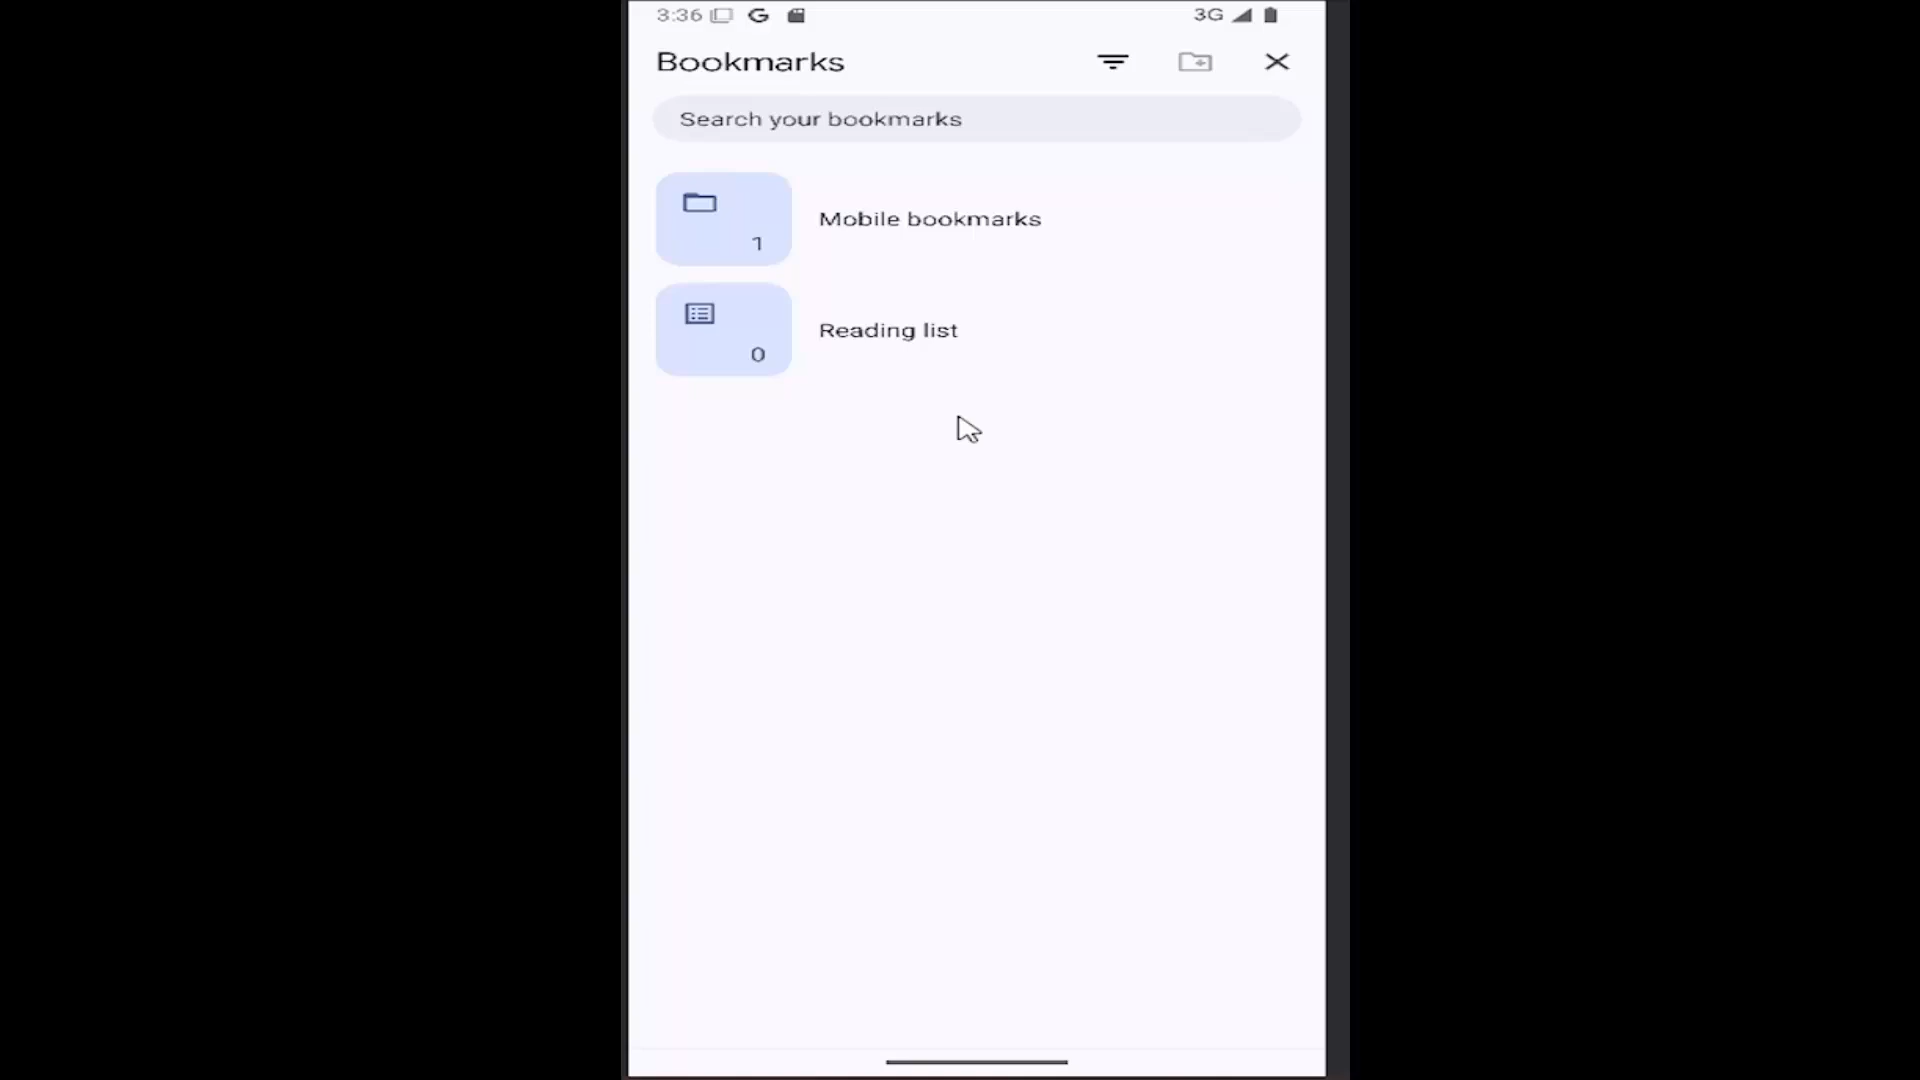 3:36 G 3G
Bookmarks
Search your bookmarks
1
Mobile bookmarks
0
Reading list